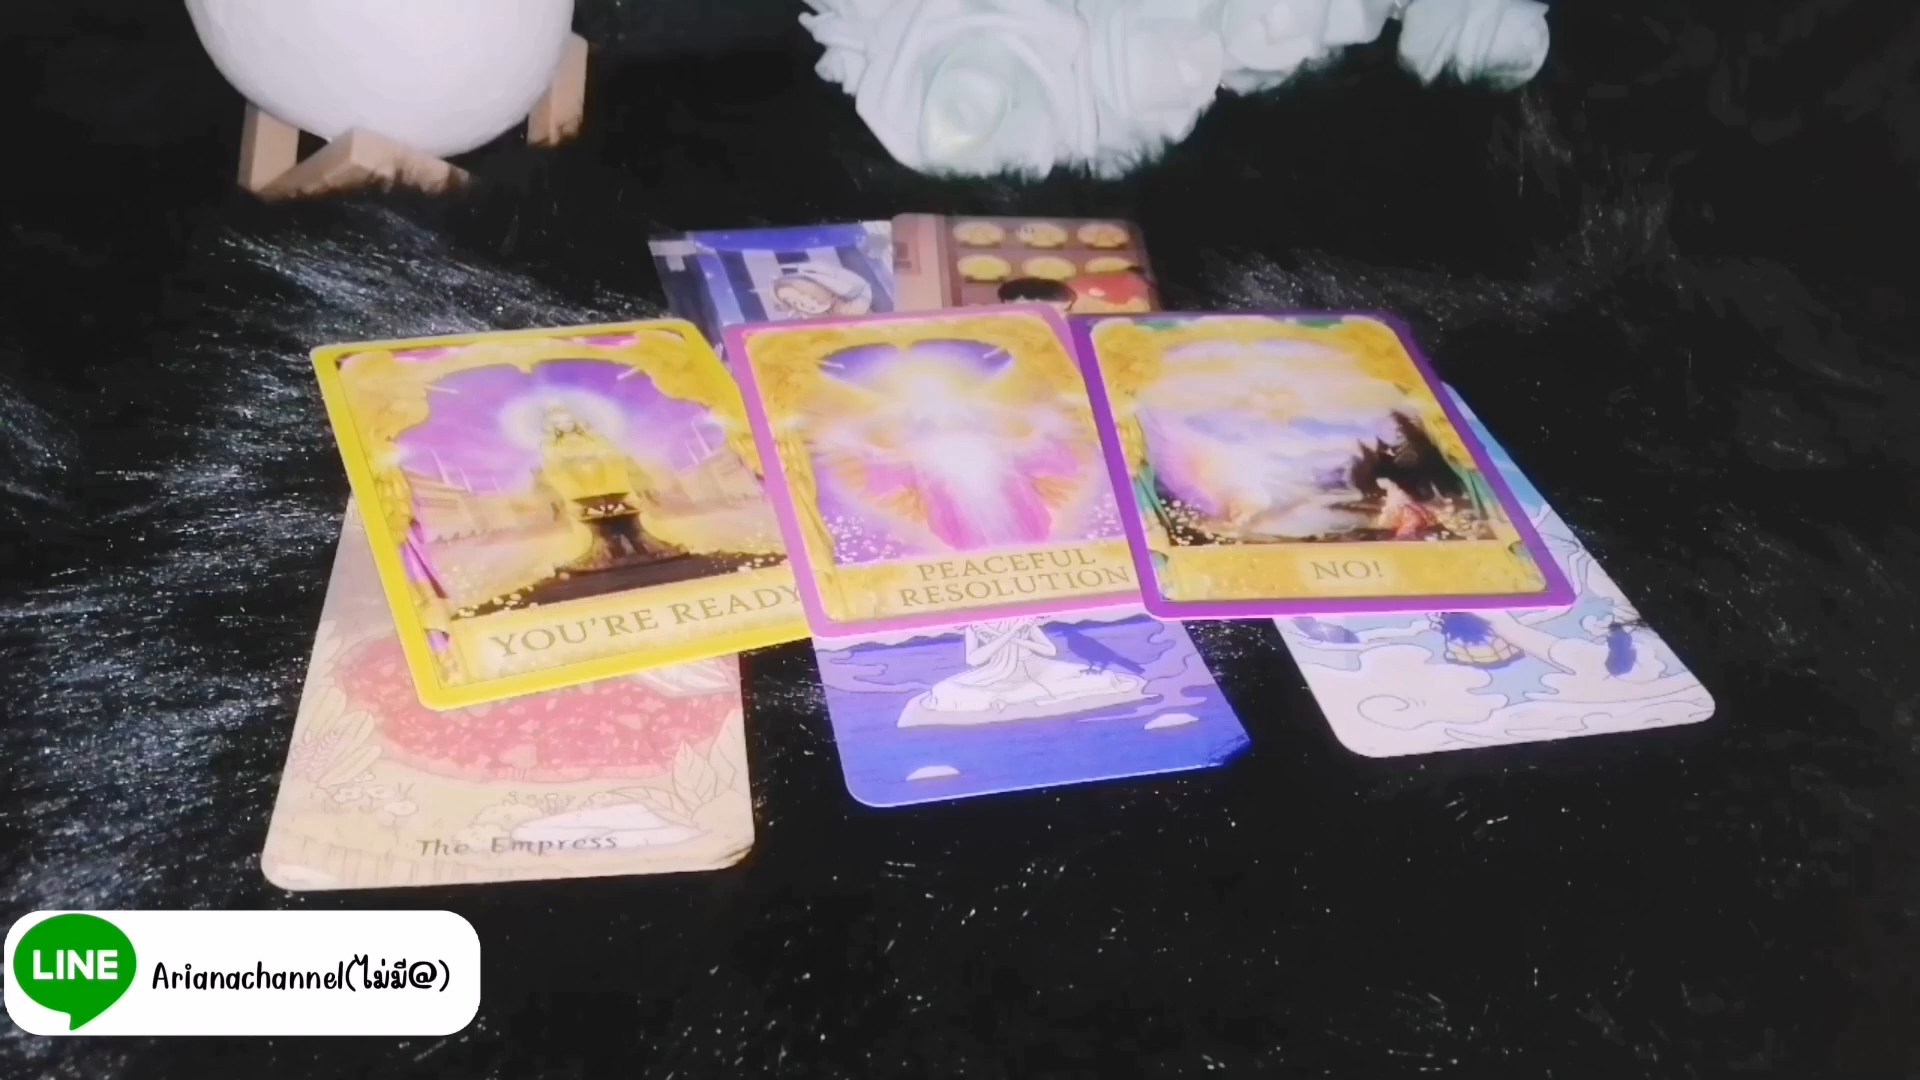 YOU'RE READY
PEACEFUL
RESOLUTION
NO!
The Empress
LINE
Arianachannel(ไม่มี@)